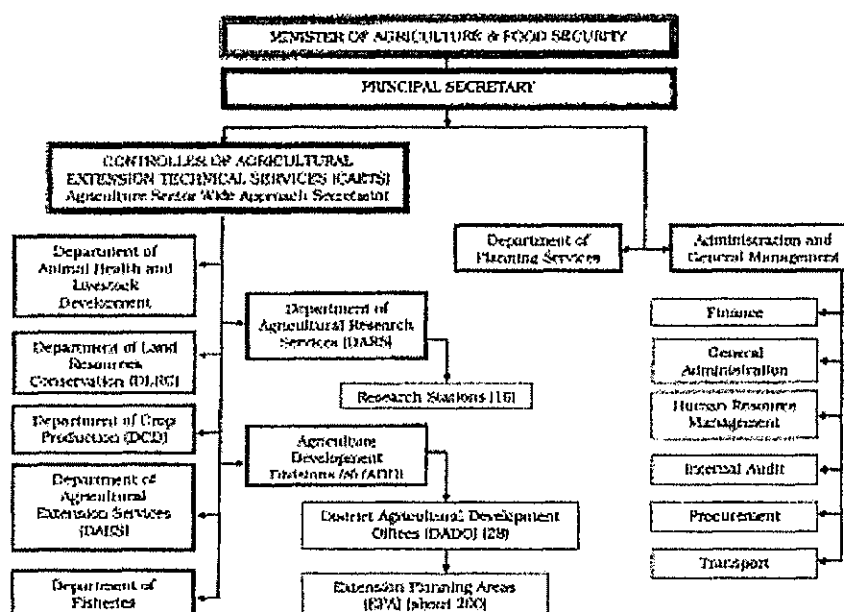 MINISTER OF AGRICULTURE & FOOD SECURITY
PRINCIPAL SECRETARY
CONTROLLER OF AGRICULTURAL
EXTENSION TECHNICAL SERVICES [CAETS]
Agriculture Sector Wide Approach Secretariat
Department of
Animal Health and
Livestock
Development
Department of Land
Resources
Conservation (DLRC)
Department of Crop
Production (DCD)
Department of
Agricultural
Extension Services
[DAES]
Department of
Fisheries
Department of
Agricultural Research
Services [DARS]
Research Stations [16]
Agriculture
Development
Divisions (8) (ADD)
District Agricultural Development
Offices [DADO] (28)
Extension Planning Areas
[EPA] [about 200]
Department of
Planning Services
Administration and
General Management
Finance
General
Administration
Human Resource
Management
Internal Audit
Procurement
Transport